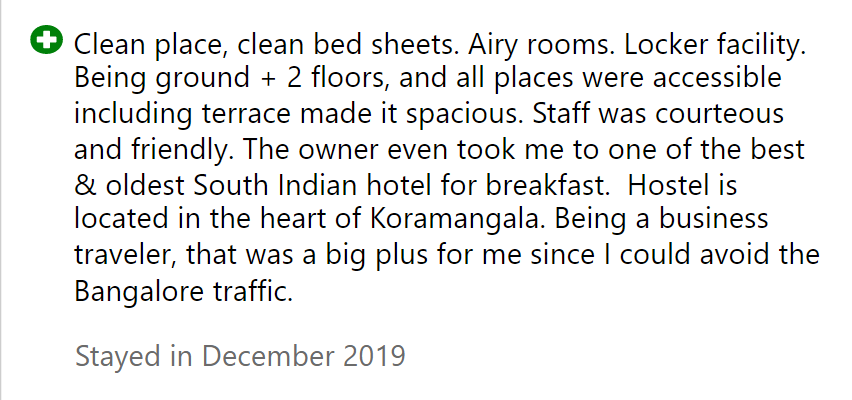 Clean place, clean bed sheets. Airy rooms. Locker facility.
Being ground + 2 floors, and all places were accessible
including terrace made it spacious. Staff was courteous
and friendly. The owner even took me to one of the best
& oldest South Indian hotel for breakfast.  Hostel is
located in the heart of Koramangala. Being a business
traveler, that was a big plus for me since I could avoid the
Bangalore traffic.
Stayed in December 2019